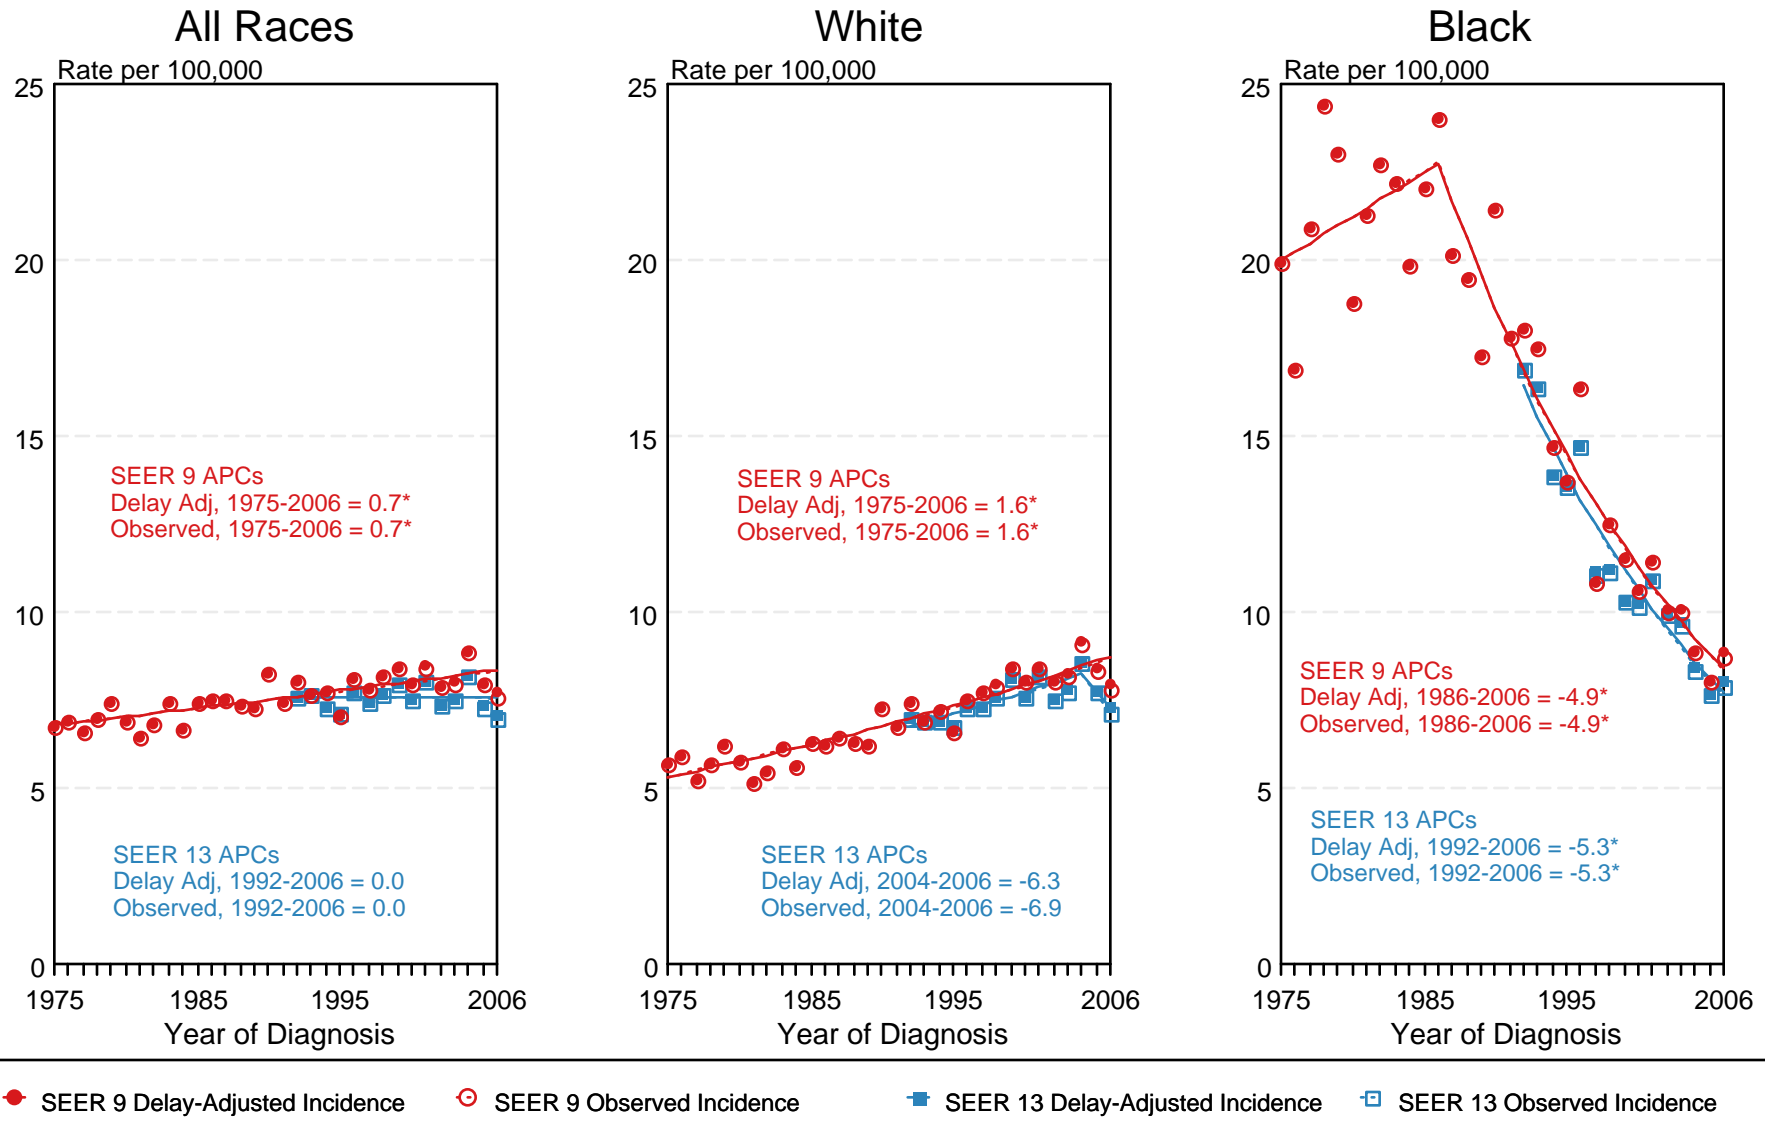 All Races
White
Black
Rate per 100,000
Rate per 100,000
Rate per 100,000
25
20
15
10
5
0
SEER 9 APCs
Delay Adj, 1975-2006 = 0.7*
Observed, 1975-2006 = 0.7*
SEER 13 APCs
Delay Adj, 1992-2006 = 0.0
Observed, 1992-2006 = 0.0
1975 1985 1995 2006
Year of Diagnosis
25
20
15
10
5
0
SEER 9 APCs
Delay Adj, 1975-2006 = 1.6*
Observed, 1975-2006 = 1.6*
SEER 13 APCs
Delay Adj, 2004-2006 = -6.3
Observed, 2004-2006 = -6.9
1975 1985 1995 2006
Year of Diagnosis
25
20
15
10
5
0
SEER 9 APCs
Delay Adj, 1986-2006 = -4.9*
Observed, 1986-2006 = -4.9*
SEER 13 APCs
Delay Adj, 1992-2006 = -5.3*
Observed, 1992-2006 = -5.3*
1975 1985 1995 2006
Year of Diagnosis
SEER 9 Delay-Adjusted Incidence
SEER 9 Observed Incidence
SEER 13 Delay-Adjusted Incidence
SEER 13 Observed Incidence